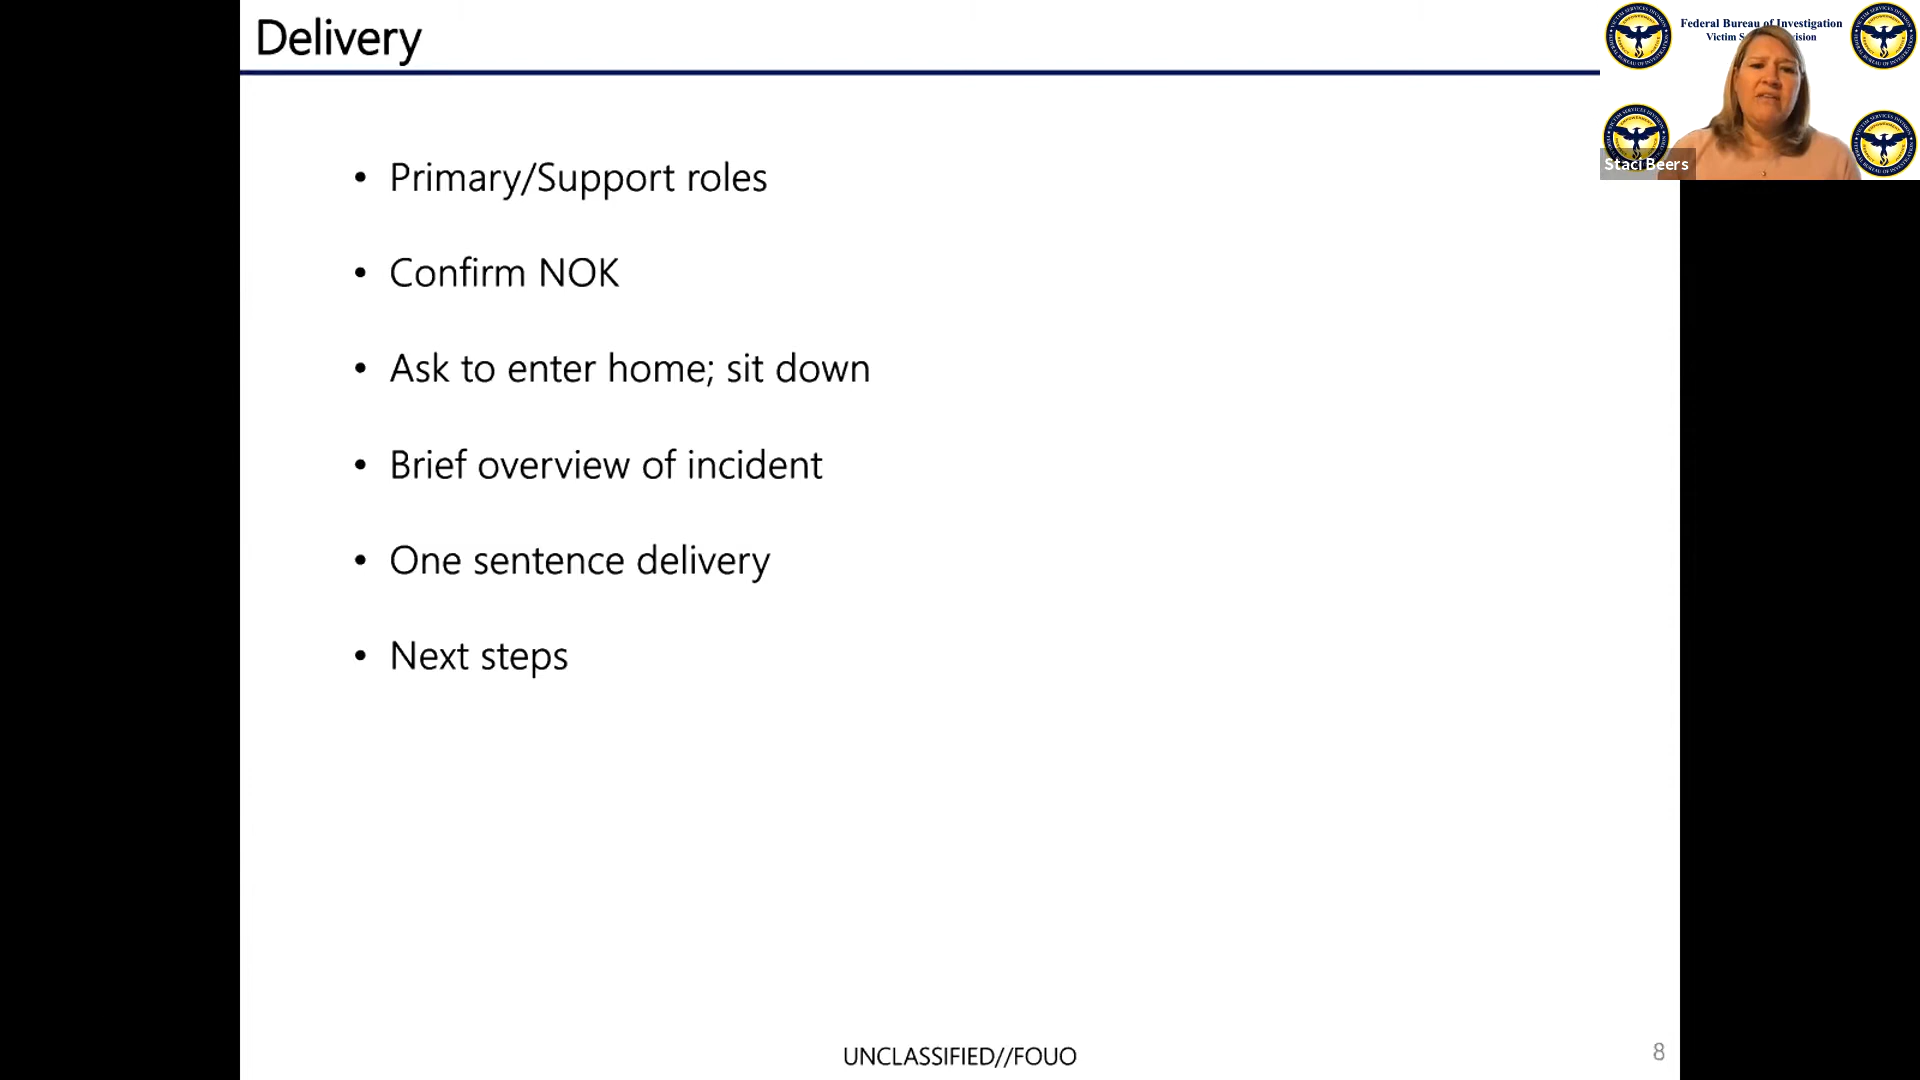 Delivery
Federal Bureau of Investigation
Victim S
ision
Staci Beers
• Primary/Support roles
• Confirm NOK
• Ask to enter home; sit down
• Brief overview of incident
• One sentence delivery
• Next steps
UNCLASSIFIED//FOUO
8